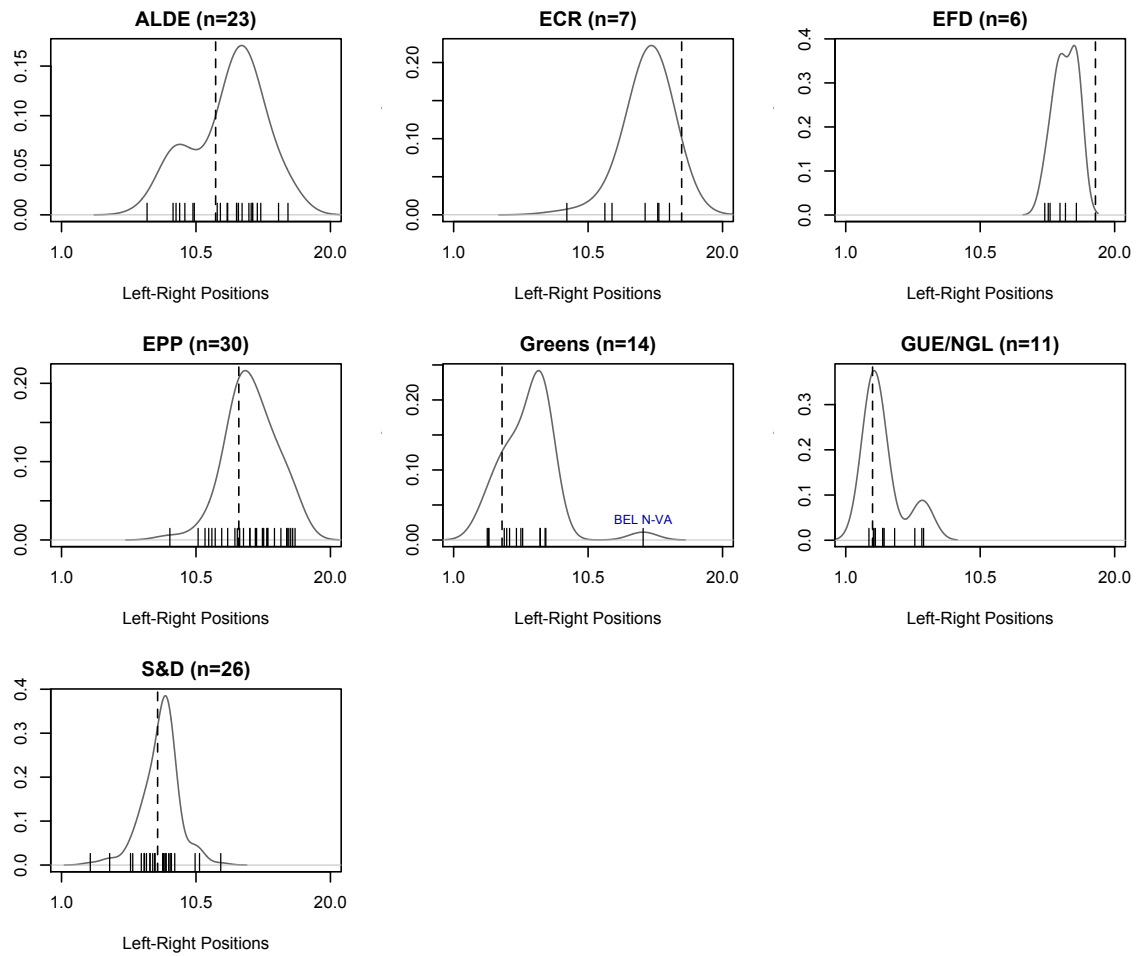 ALDE (n=23)
0.00 0.05 0.10 0.15
1.0 10.5 20.0
Left-Right Positions
ECR (n=7)
0.00 0.10 0.20
1.0 10.5 20.0
Left-Right Positions
EFD (n=6)
0.0 0.1 0.2 0.3 0.4
1.0 10.5 20.0
Left-Right Positions
EPP (n=30)
0.00 0.10 0.20
1.0 10.5 20.0
Left-Right Positions
Greens (n=14)
0.00 0.10 0.20
BEL N-VA
1.0 10.5 20.0
Left-Right Positions
GUE/NGL (n=11)
0.0 0.1 0.2 0.3
1.0 10.5 20.0
Left-Right Positions
S&D (n=26)
0.0 0.1 0.2 0.3 0.4
1.0 10.5 20.0
Left-Right Positions